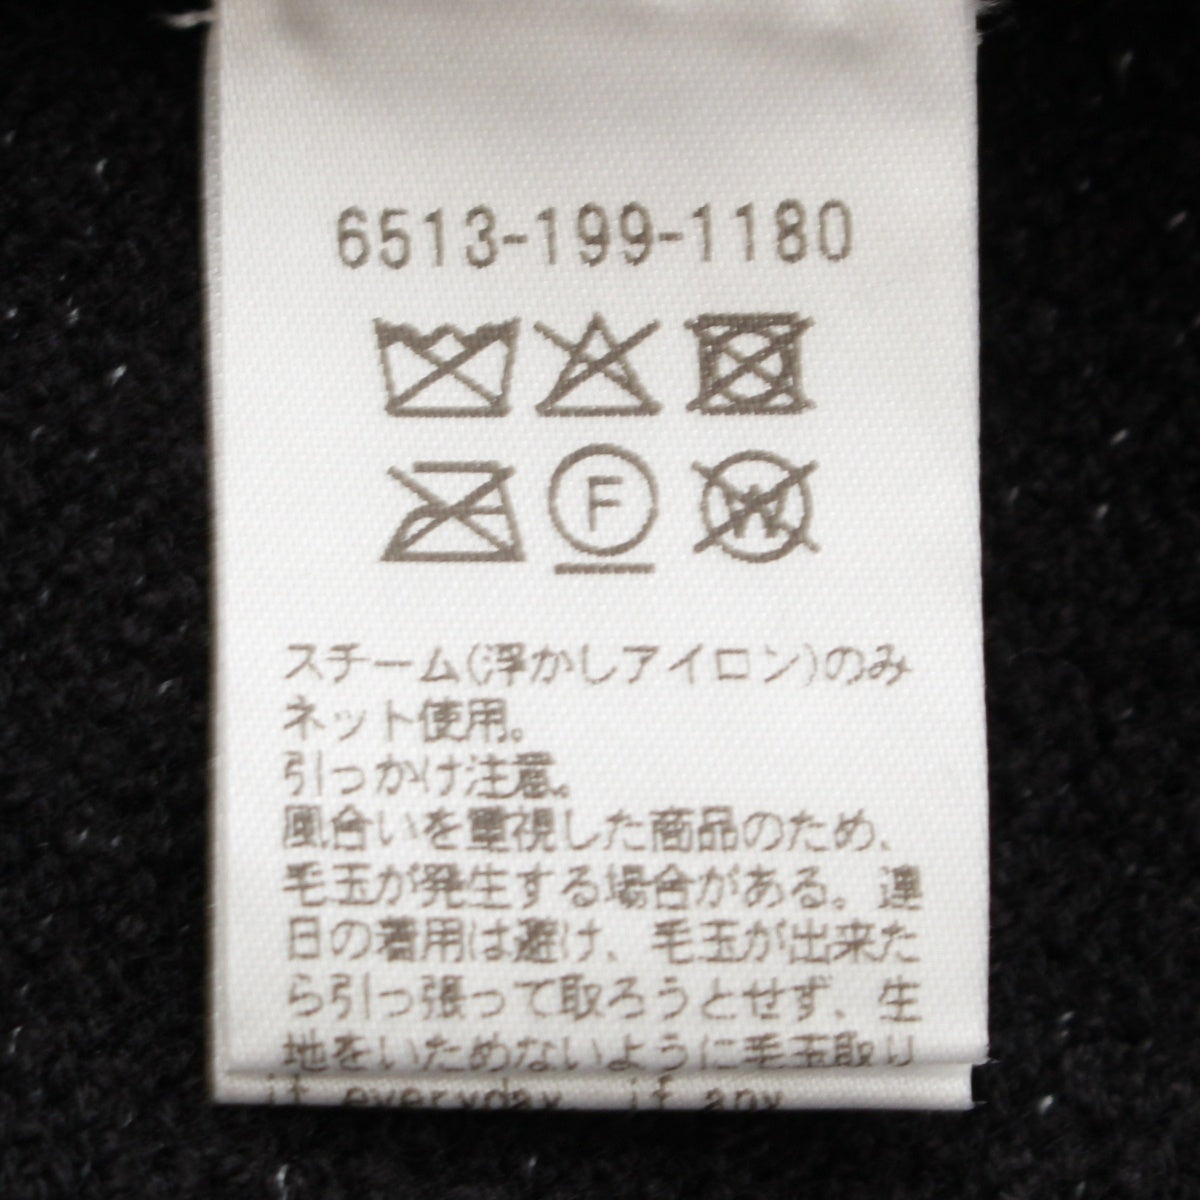 6513-199-1180
F
W
スチーム(浮かしアイロン)のみ
ネット使用。
引っかけ注意。
風合いを重視した商品のため、
毛玉が発生する場合がある。連
日の着用は避け、毛玉が出来た
ら引っ張って取ろうとせず、生
地をいためないように毛玉取り
it everyday, if any